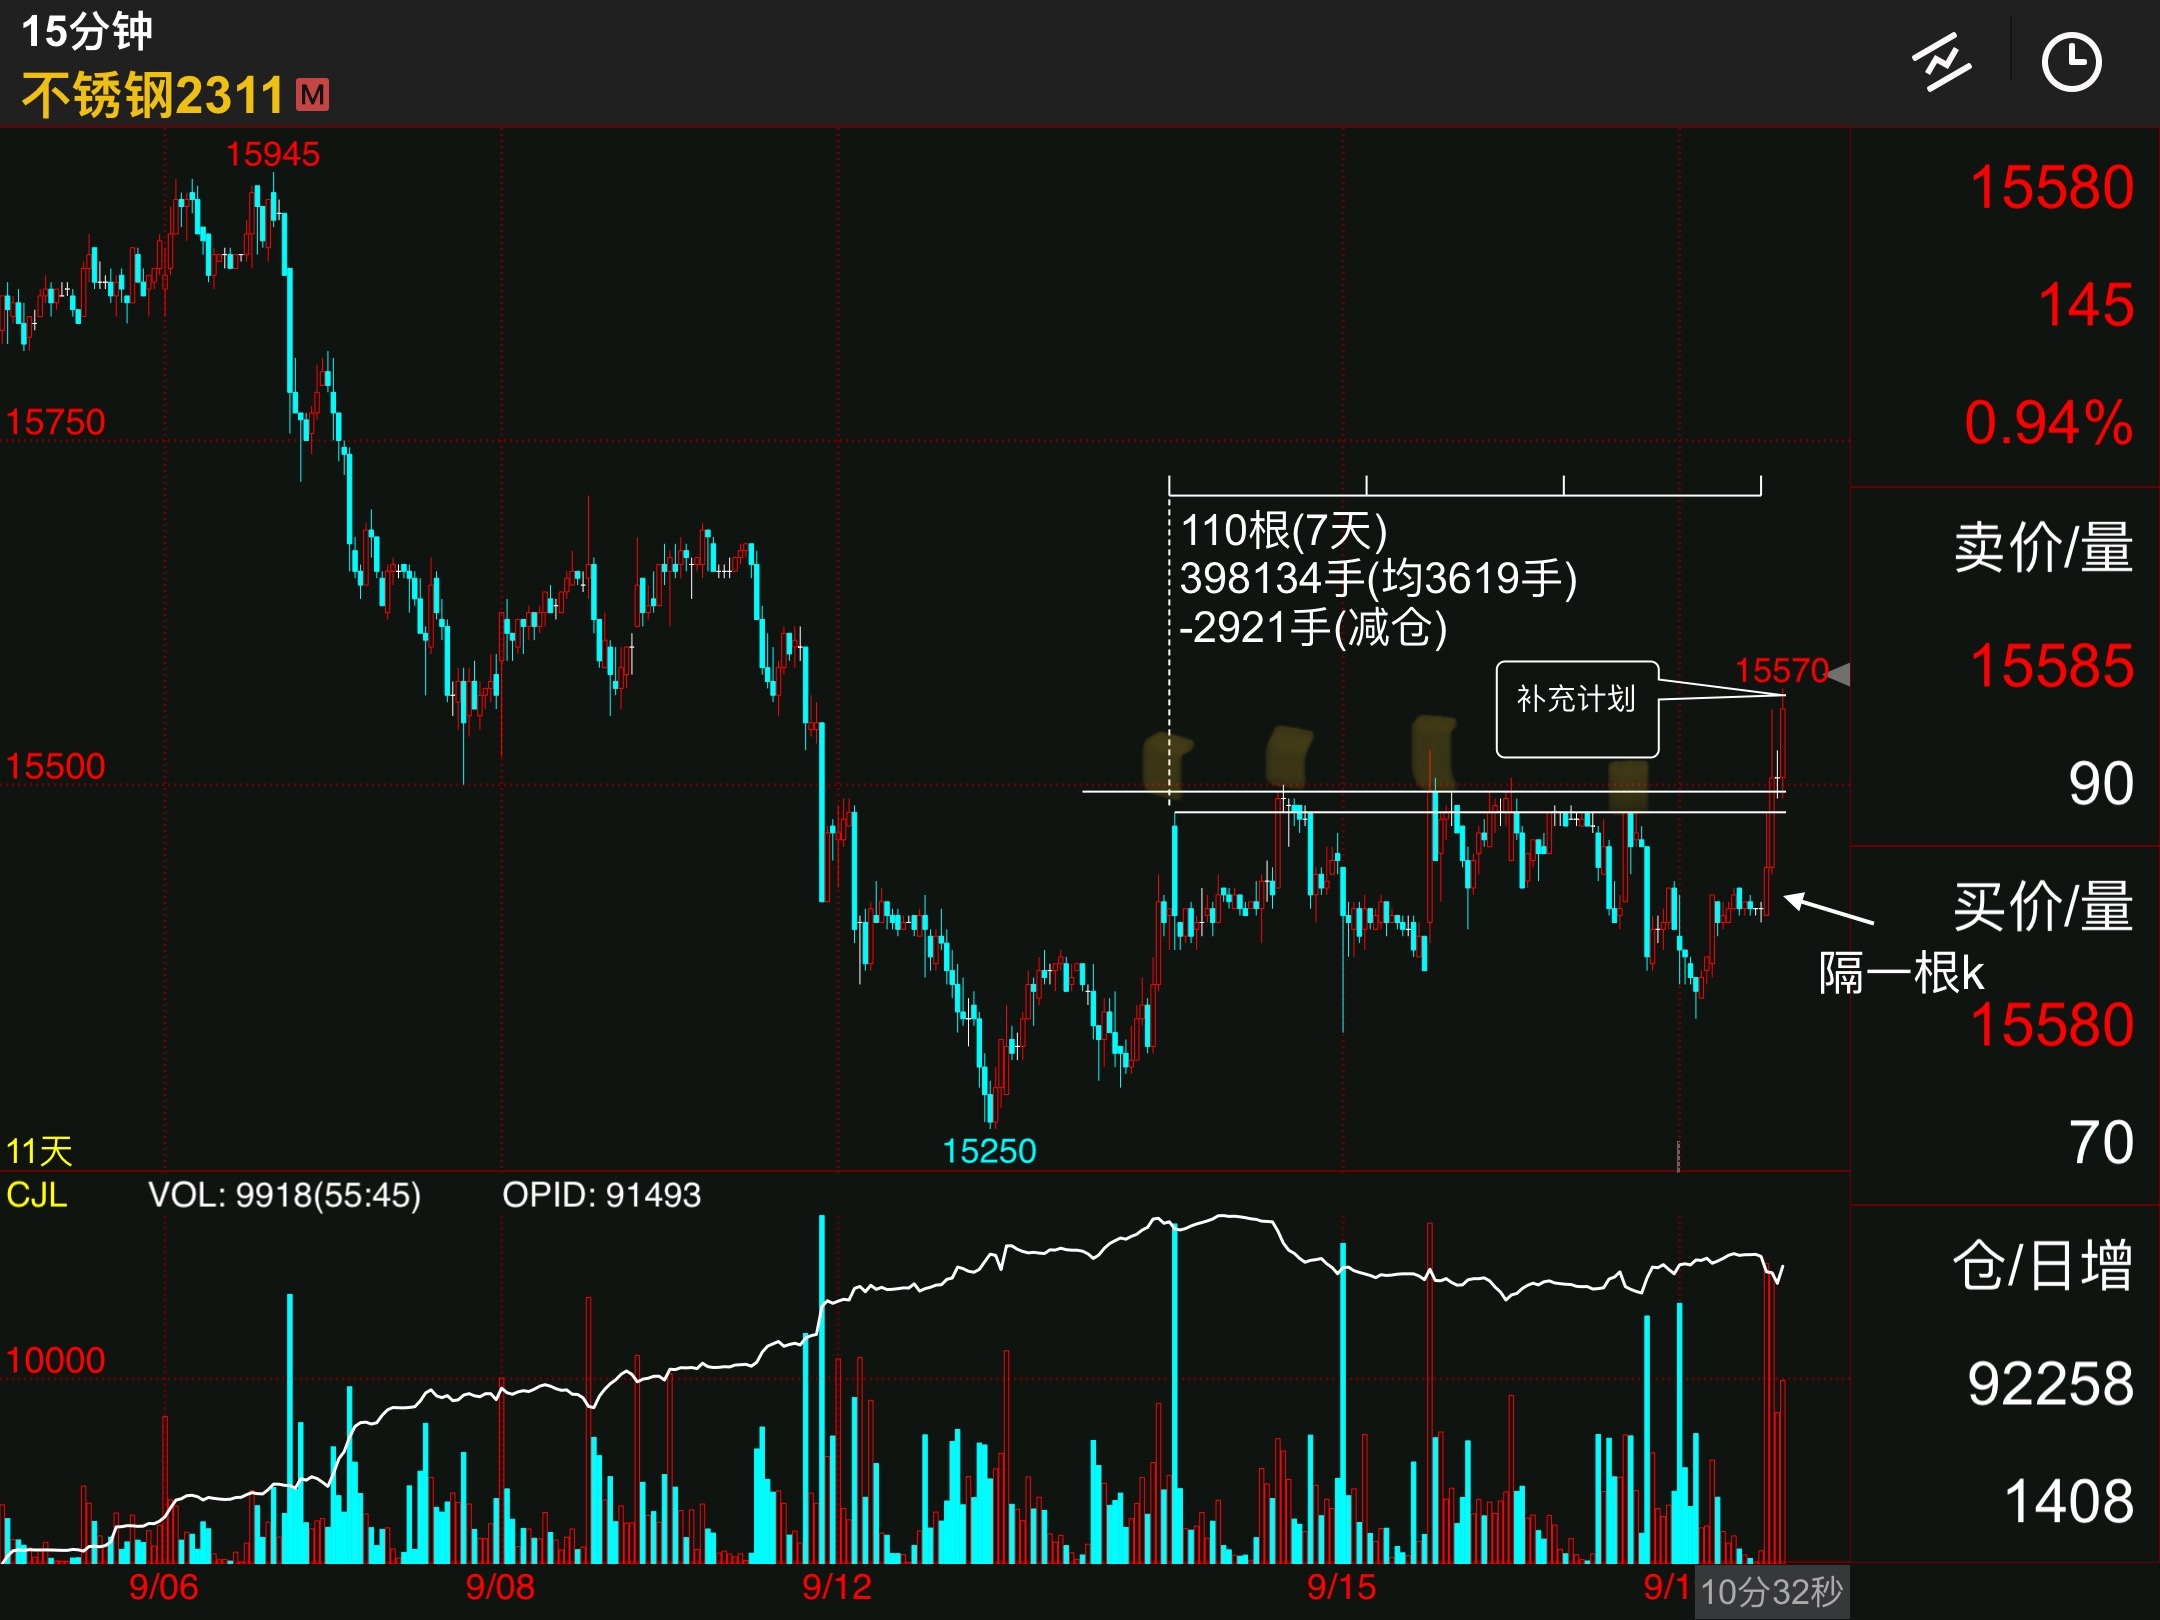 15分钟
不锈钢2311 M
15945
15750
15500
15250
11天
110根(7天)
398134手(均3619手)
-2921手(减仓)
补充计划
15570
隔一根k
15580
145
0.94%
卖价/量
15585
90
买价/量
15580
70
仓/日增
92258
1408
CJL VOL: 9918(55:45) OPID: 91493
10000
9/06 9/08 9/12 9/15 9/1
10分32秒